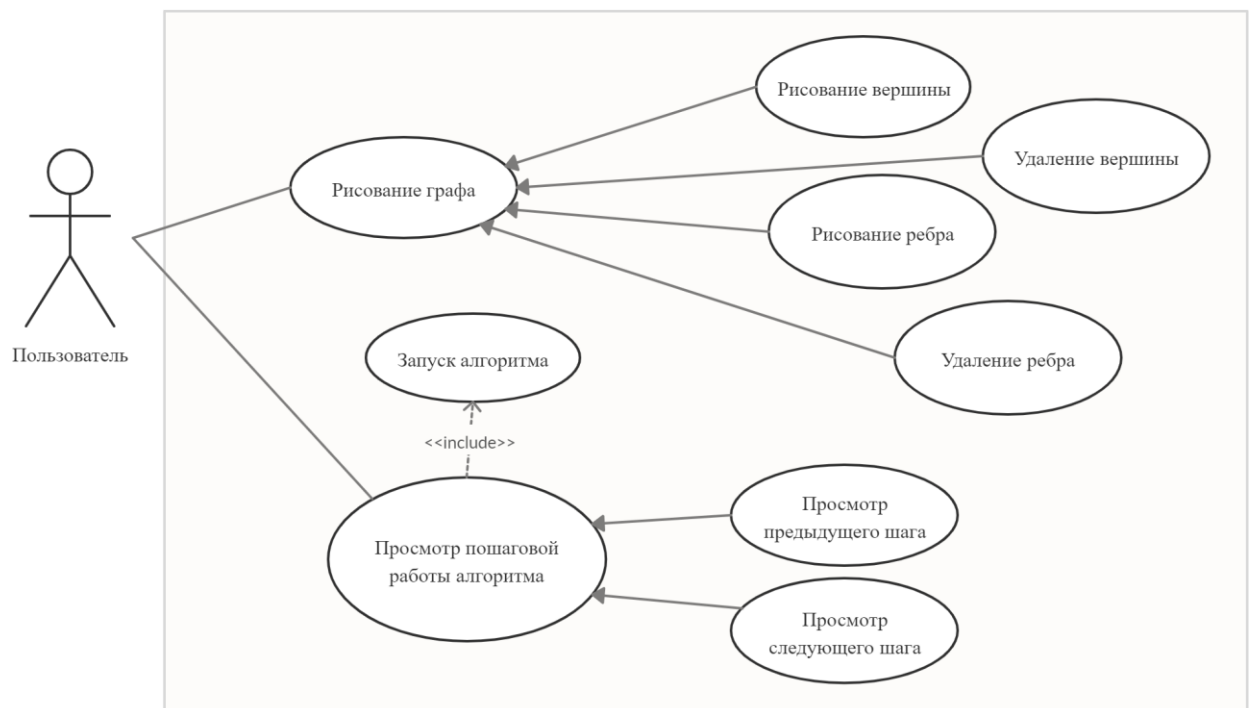 Рисование вершины
Удаление вершины
Рисование графа
Рисование ребра
Пользователь
Запуск алгоритма
Удаление ребра
<<include>>
Просмотр
предыдущего шага
Просмотр пошаговой
работы алгоритма
Просмотр
следующего шага